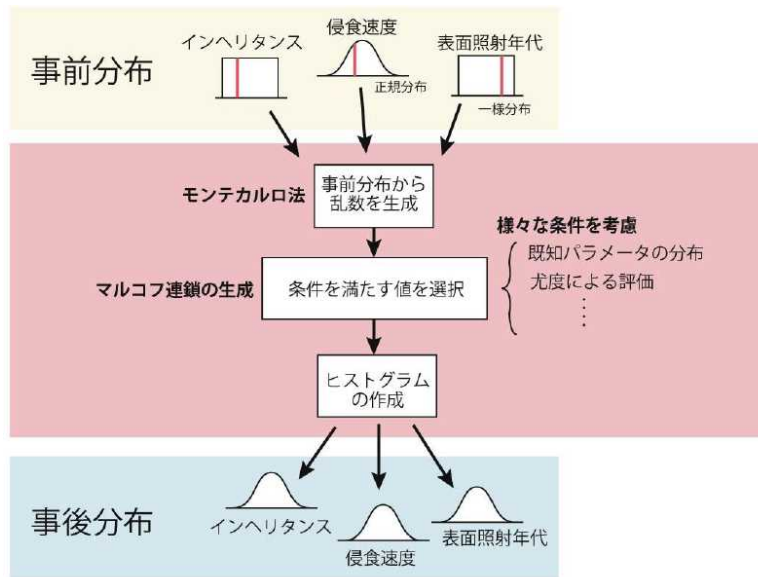 事前分布
インヘリタンス
侵食速度
正規分布
表面照射年代
一様分布
モンテカルロ法
事前分布から
乱数を生成
マルコフ連鎖の生成
条件を満たす値を選択
様々な条件を考慮
既知パラメータの分布
尤度による評価
ヒストグラム
の作成
事後分布
インヘリタンス
侵食速度
表面照射年代